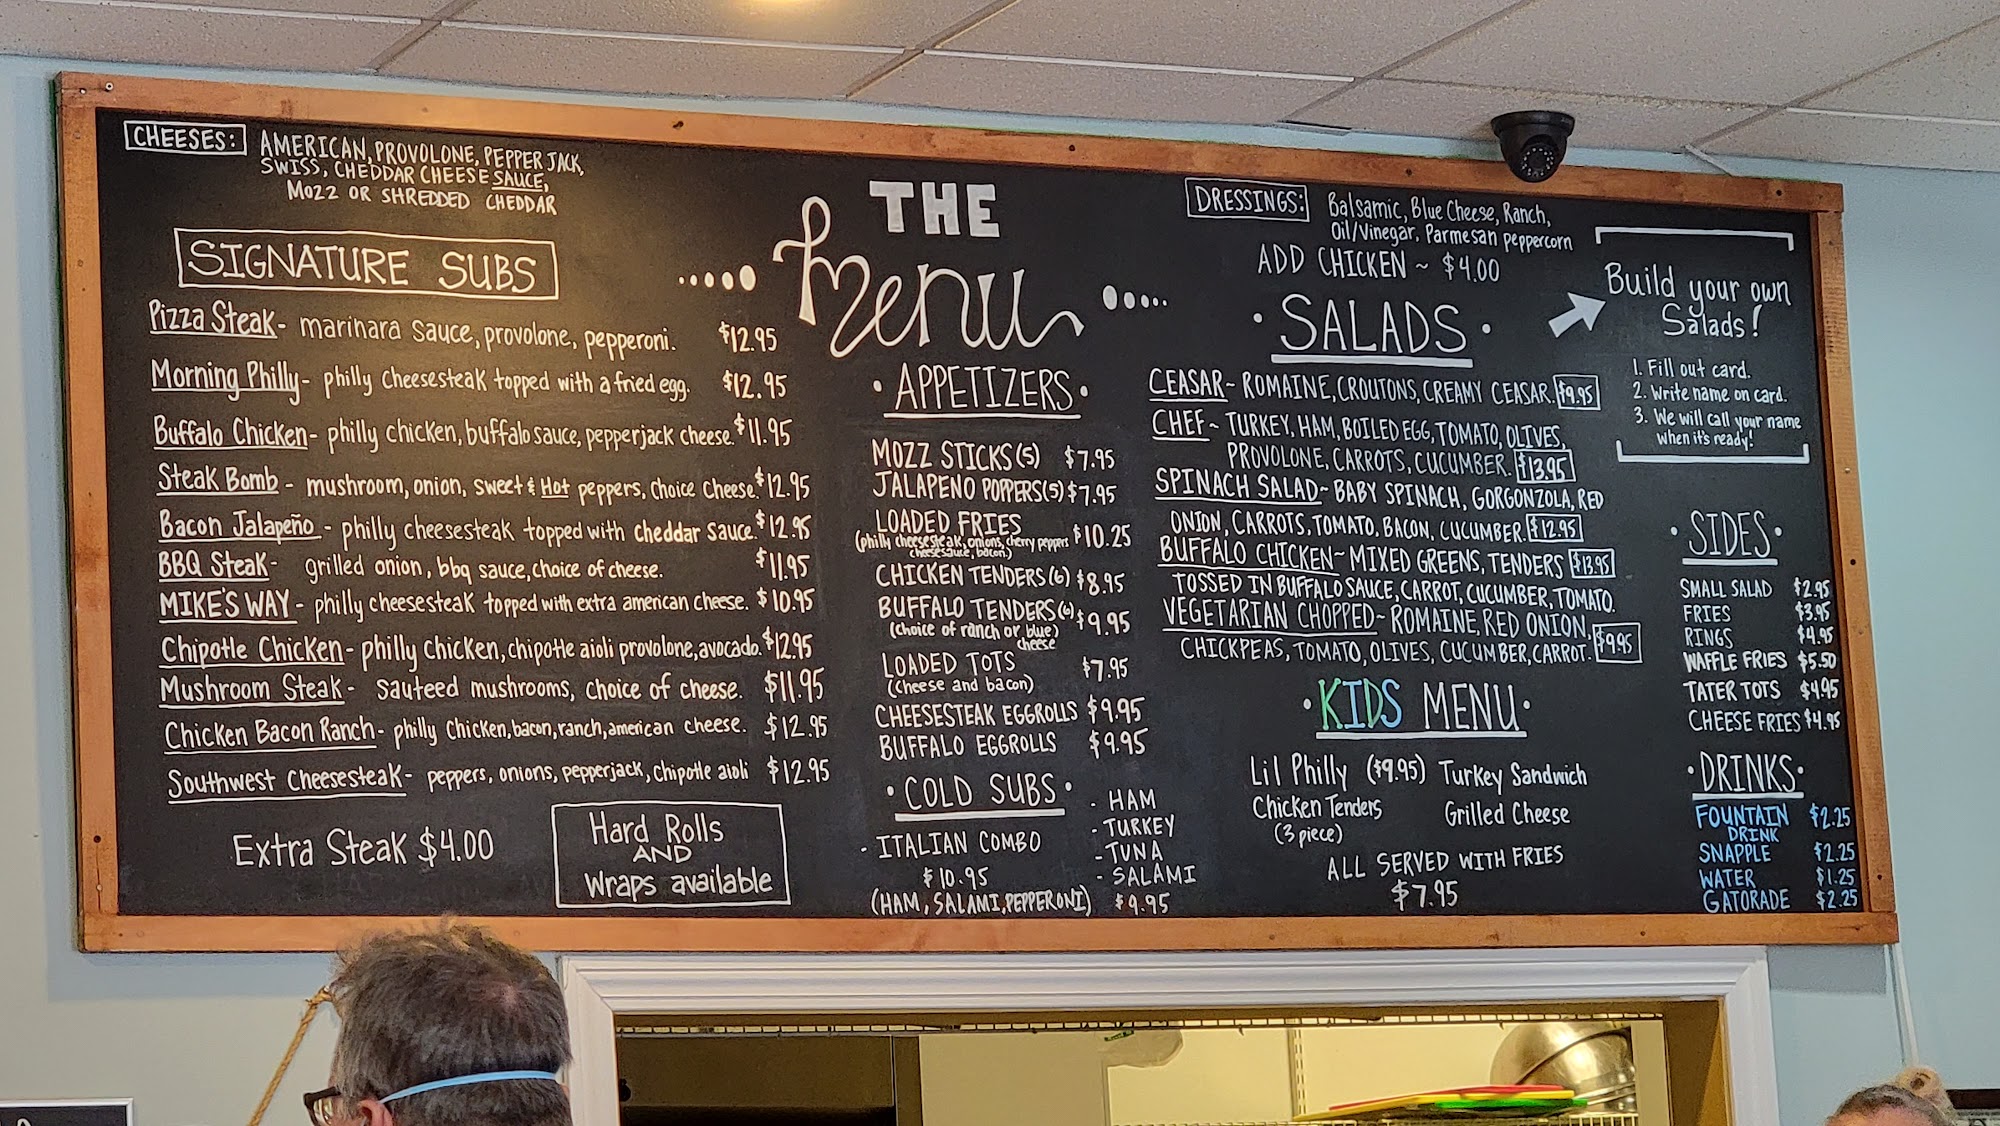 CHEESES: AMERICAN, PROVOLONE, PEPPER JACK,
SWISS, CHEDDAR CHEESE SAUCE,
MOZZ OR SHREDDED CHEDDAR
SIGNATURE SUBS
Pizza Steak - marinara sauce, provolone, pepperoni. $12.95
Morning Philly - philly cheesesteak topped with a fried egg. $12.95
Buffalo Chicken - philly chicken, buffalo sauce, pepperjack cheese. $11.95
Steak Bomb - mushroom, onion, sweet & Hot peppers, choice cheese. $12.95
Bacon Jalapeño - philly cheesesteak topped with cheddar sauce. $12.95
BBQ Steak - grilled onion, bbq sauce, choice of cheese. $11.95
MIKE'S WAY - philly cheesesteak topped with extra american cheese. $10.95
Chipotle Chicken - philly chicken, chipotle aioli provolone, avocado. $12.95
Mushroom Steak - sauteed mushrooms, choice of cheese. $11.95
Chicken Bacon Ranch - philly chicken, bacon, ranch, american cheese. $12.95
Southwest Cheesesteak - peppers, onions, pepperjack, chipotle aioli $12.95
Extra Steak $4.00
Hard Rolls
AND
Wraps available
THE
Menu
APPETIZERS
MOZZ STICKS (5) $7.95
JALAPENO POPPERS (5) $7.95
LOADED FRIES $10.25
(philly cheesesteak, onions, cherry peppers
cheesesauce, bacon.)
CHICKEN TENDERS (6) $8.95
BUFFALO TENDERS (6) $9.95
(choice of ranch or blue)
cheese
LOADED TOTS $7.95
(cheese and bacon)
CHEESESTEAK EGGROLLS $9.95
BUFFALO EGGROLLS $9.95
COLD SUBS
- ITALIAN COMBO
$10.95
(HAM, SALAMI, PEPPERONI)
- HAM
- TURKEY
- TUNA
- SALAMI
$9.95
DRESSINGS: Balsamic, Blue Cheese, Ranch,
Oil/Vinegar, Parmesan peppercorn
ADD CHICKEN ~ $4.00
SALADS
CEASAR ~ ROMAINE, CROUTONS, CREAMY CEASAR. $9.95
CHEF ~ TURKEY, HAM, BOILED EGG, TOMATO, OLIVES,
PROVOLONE, CARROTS, CUCUMBER. $13.95
SPINACH SALAD ~ BABY SPINACH, GORGONZOLA, RED
ONION, CARROTS, TOMATO, BACON, CUCUMBER. $12.95
BUFFALO CHICKEN ~ MIXED GREENS, TENDERS $13.95
TOSSED IN BUFFALO SAUCE, CARROT, CUCUMBER, TOMATO.
VEGETARIAN CHOPPED ~ ROMAINE, RED ONION, $9.95
CHICKPEAS, TOMATO, OLIVES, CUCUMBER, CARROT.
KIDS MENU
Lil Philly ($9.95) Turkey Sandwich
Chicken Tenders Grilled Cheese
(3 piece)
ALL SERVED WITH FRIES
$7.95
Build your own
Salads!
1. Fill out card.
2. Write name on card.
3. We will call your name
when it's ready!
SIDES
SMALL SALAD $2.95
FRIES $3.95
RINGS $4.95
WAFFLE FRIES $5.50
TATER TOTS $4.95
CHEESE FRIES $4.95
DRINKS
FOUNTAIN $2.25
DRINK
SNAPPLE $2.25
WATER $1.25
GATORADE $2.25